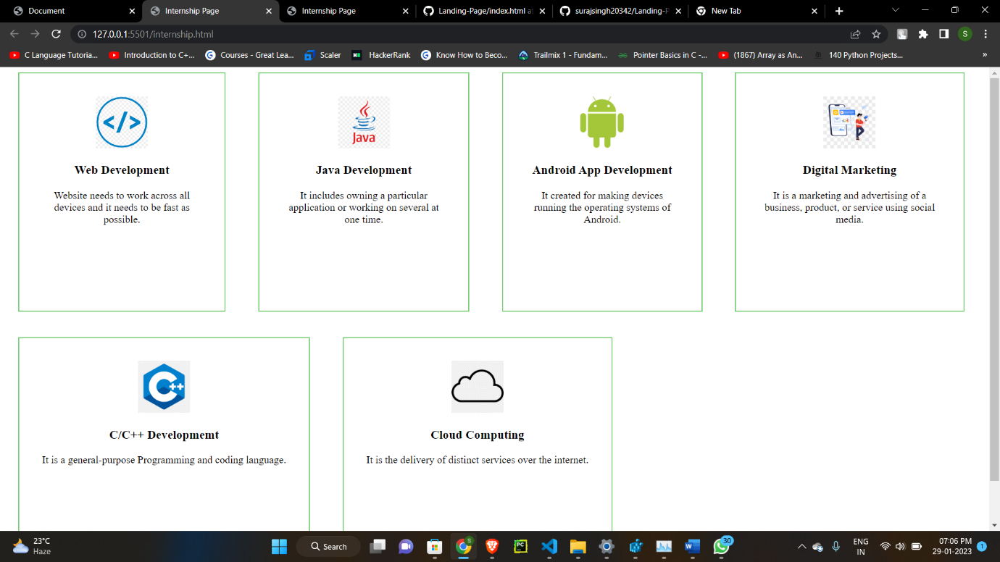 Document
Internship Page
Internship Page
Landing-Page/index.html a
surajsingh20342/Landing-P
New Tab
127.0.0.1:5501/internship.html
S
C Language Tutoria...
Introduction to C+...
Courses - Great Lea...
Scaler
HackerRank
Know How to Beco...
Trailmix 1 - Fundam...
Pointer Basics in C -...
(1867) Array as An...
140 Python Projects...
»
</>
Java
Web Development
Java Development
Android App Development
Digital Marketing
Website needs to work across all
devices and it needs to be fast as
possible.
It includes owning a particular
application or working on several at
one time.
It created for making devices
running the operating systems of
Android.
It is a marketing and advertising of a
business, product, or service using social
media.
C++
C/C++ Developmemt
Cloud Computing
It is a general-purpose Programming and coding language.
It is the delivery of distinct services over the internet.
23°C
Haze
Search
S
PC
W
30
ENG
IN
07:06 PM
29-01-2023
1